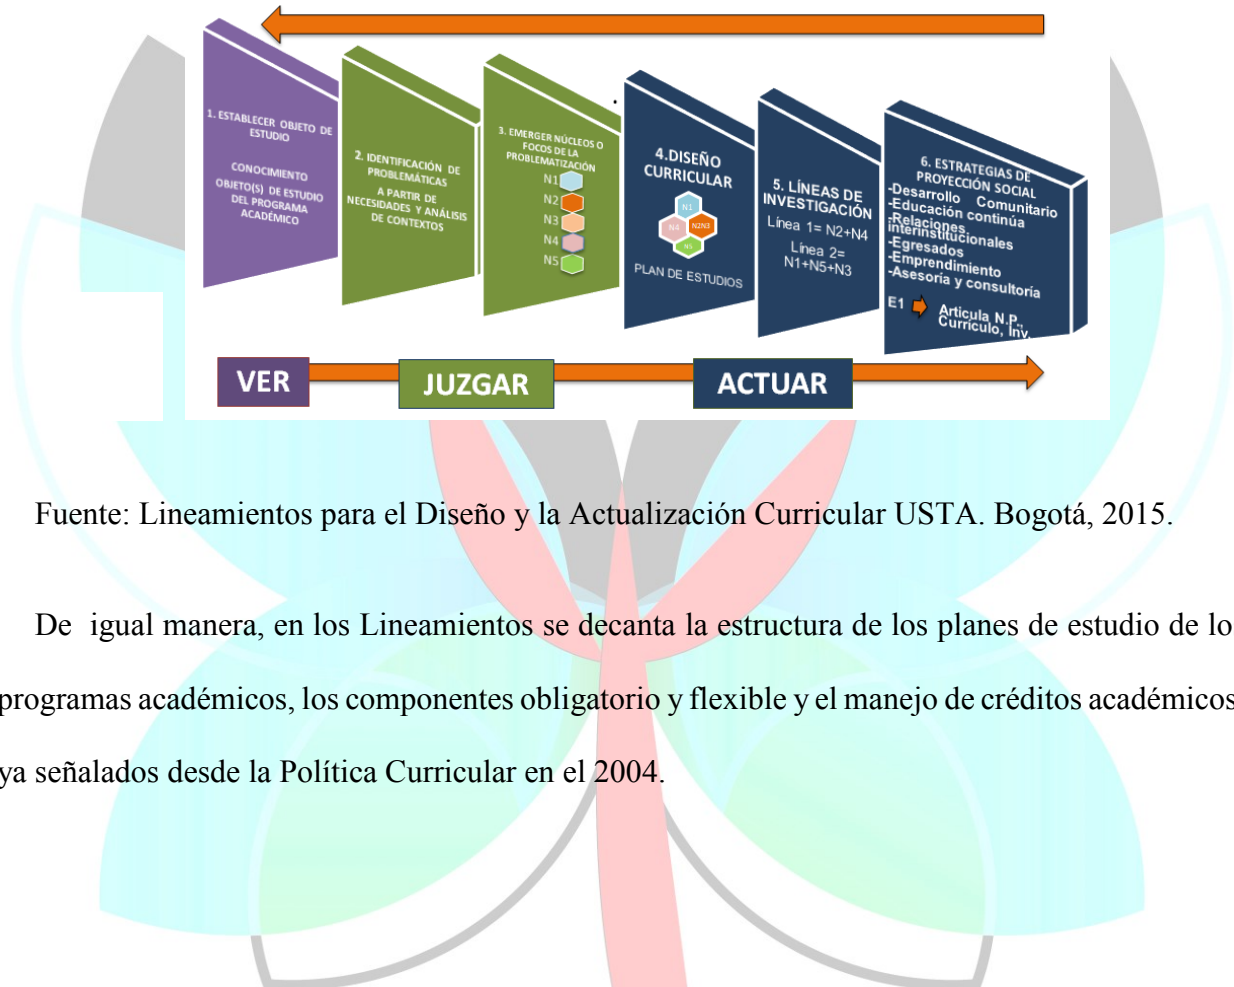 1. ESTABLECER OBJETO DE
ESTUDIO
CONOCIMIENTO
OBJETO(S) DE ESTUDIO
DEL PROGRAMA
ACADÉMICO
2. IDENTIFICACIÓN DE
PROBLEMÁTICAS
A PARTIR DE
NECESIDADES Y ANÁLISIS
DE CONTEXTOS
3. EMERGER NÚCLEOS O
FOCOS DE LA
PROBLEMATIZACIÓN
N1
N2
N3
N4
N5
4.DISEÑO
CURRICULAR
N1
N4 N2N3
N5
PLAN DE ESTUDIOS
5. LÍNEAS DE
INVESTIGACIÓN
Línea 1= N2+N4
Línea 2=
N1+N5+N3
6. ESTRATEGIAS DE
PROYECCIÓN SOCIAL
-Desarrollo Comunitario
-Educación continúa
-Relaciones
interinstitucionales
-Egresados
-Emprendimiento
-Asesoría y consultoría
E1
Articula N.P.,
Currículo, Inv.
VER
JUZGAR
ACTUAR
Fuente: Lineamientos para el Diseño y la Actualización Curricular USTA. Bogotá, 2015.
De igual manera, en los Lineamientos se decanta la estructura de los planes de estudio de lo
programas académicos, los componentes obligatorio y flexible y el manejo de créditos académicos
ya señalados desde la Política Curricular en el 2004.